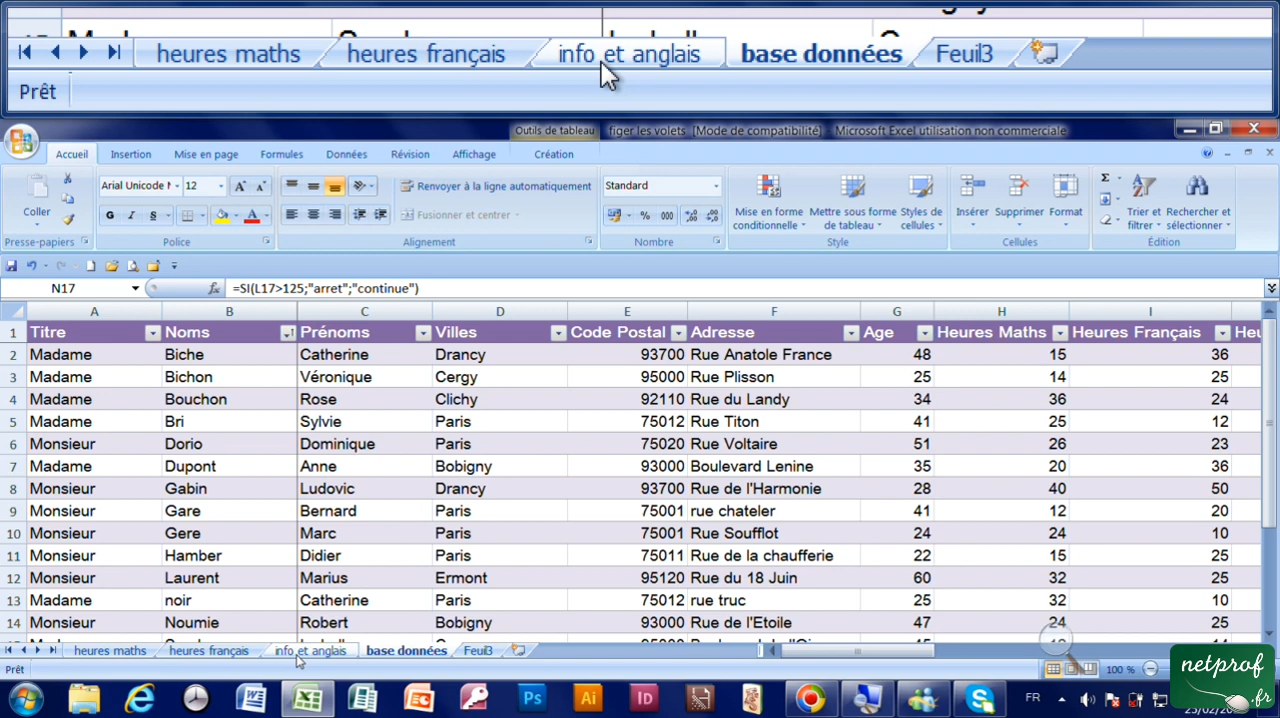 heures maths heures français info et anglais base données Feuil3
Prêt
Outils de tableau figer les volets [Mode de compatibilité] Microsoft Excel utilisation non commerciale
Accueil Insertion Mise en page Formules Données Révision Affichage Création
Coller
Presse-papiers
Arial Unicode M 12
G I S
Police
Renvoyer à la ligne automatiquement
Fusionner et centrer
Alignement
Standard
% 000
Nombre
Mise en forme conditionnelle
Mettre sous forme de tableau
Styles de cellules
Style
Insérer Supprimer Format
Cellules
Trier et filtrer
Rechercher et sélectionner
Édition
N17 fx =SI(L17>125;"arret";"continue")
A B C D E F G H I
1 Titre Noms Prénoms Villes Code Postal Adresse Age Heures Maths Heures Français Heu
2 Madame Biche Catherine Drancy 93700 Rue Anatole France 48 15 36
3 Madame Bichon Véronique Cergy 95000 Rue Plisson 25 14 25
4 Madame Bouchon Rose Clichy 92110 Rue du Landy 34 36 24
5 Madame Bri Sylvie Paris 75012 Rue Titon 41 25 12
6 Monsieur Dorio Dominique Paris 75020 Rue Voltaire 51 26 23
7 Madame Dupont Anne Bobigny 93000 Boulevard Lenine 35 20 36
8 Monsieur Gabin Ludovic Drancy 93700 Rue de l'Harmonie 28 40 50
9 Monsieur Gare Bernard Paris 75001 rue chateler 41 12 20
10 Monsieur Gere Marc Paris 75001 Rue Soufflot 24 24 10
11 Monsieur Hamber Didier Paris 75011 Rue de la chaufferie 22 15 25
12 Monsieur Laurent Marius Ermont 95120 Rue du 18 Juin 60 32 25
13 Madame noir Catherine Paris 75012 rue truc 25 32 10
14 Monsieur Noumie Robert Bobigny 93000 Rue de l'Etoile 47 24 25
heures maths heures français info et anglais base données Feuil3
Prêt 100 %
netprof
.fr
Ps Ai ID FR